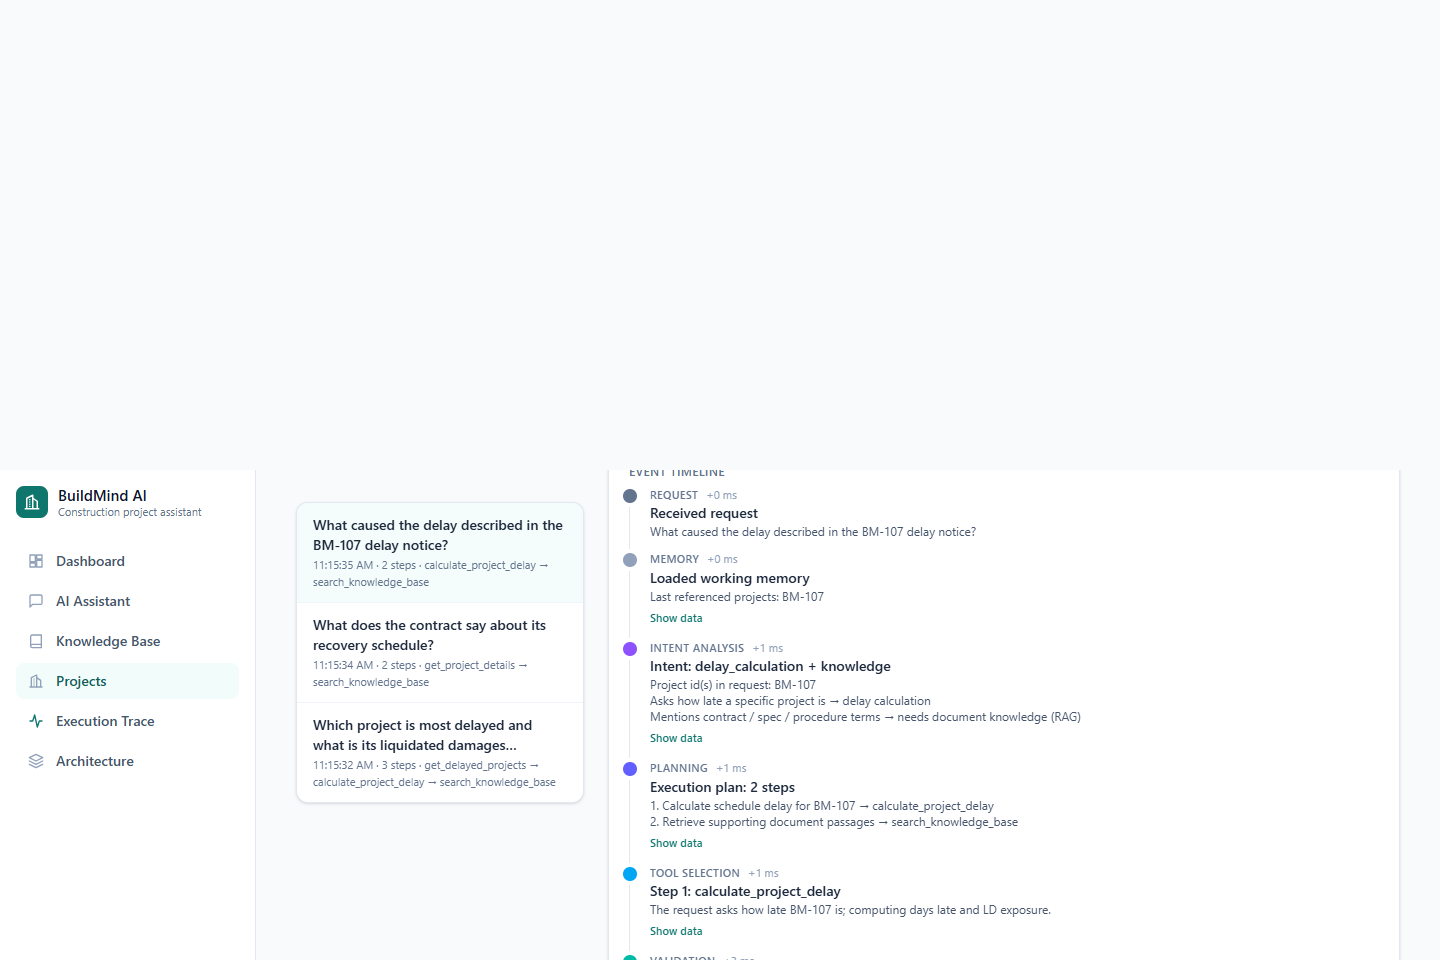 BuildMind AI
Construction project assistant
Dashboard
AI Assistant
Knowledge Base
Projects
Execution Trace
Architecture
What caused the delay described in the
BM-107 delay notice?
11:15:35 AM · 2 steps · calculate_project_delay →
search_knowledge_base
What does the contract say about its
recovery schedule?
11:15:34 AM · 2 steps · get_project_details →
search_knowledge_base
Which project is most delayed and
what is its liquidated damages...
11:15:32 AM · 3 steps · get_delayed_projects →
calculate_project_delay → search_knowledge_base
EVENT TIMELINE
REQUEST +0 ms
Received request
What caused the delay described in the BM-107 delay notice?
MEMORY +0 ms
Loaded working memory
Last referenced projects: BM-107
Show data
INTENT ANALYSIS +1 ms
Intent: delay_calculation + knowledge
Project id(s) in request: BM-107
Asks how late a specific project is → delay calculation
Mentions contract / spec / procedure terms → needs document knowledge (RAG)
Show data
PLANNING +1 ms
Execution plan: 2 steps
1. Calculate schedule delay for BM-107 → calculate_project_delay
2. Retrieve supporting document passages → search_knowledge_base
Show data
TOOL SELECTION +1 ms
Step 1: calculate_project_delay
The request asks how late BM-107 is; computing days late and LD exposure.
Show data
VALIDATION